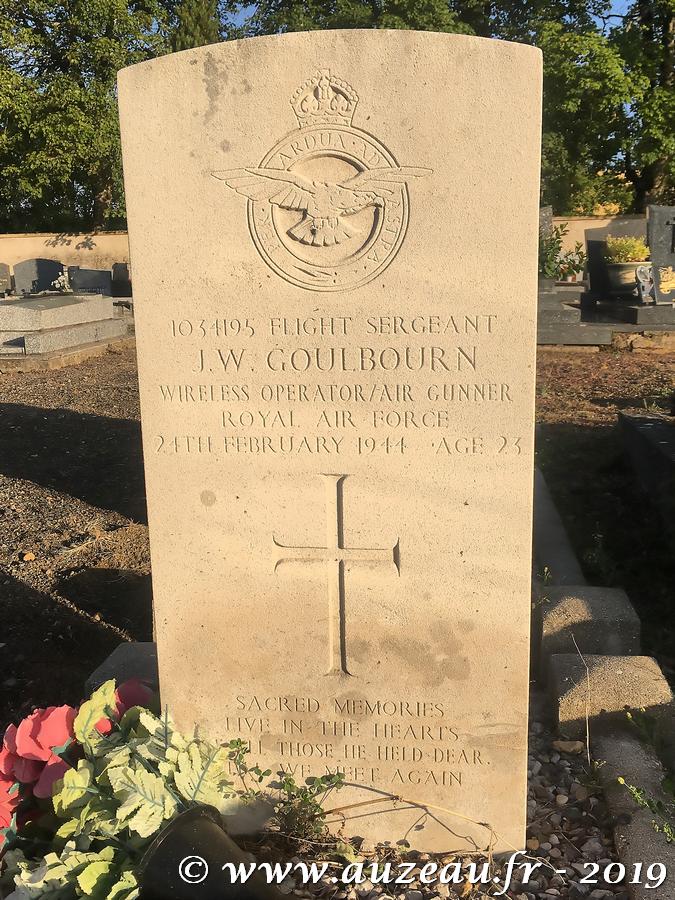 PER ARDUA AD ASTRA
1034195 FLIGHT SERGEANT
J.W. GOULBOURN
WIRELESS OPERATOR/AIR GUNNER
ROYAL AIR FORCE
24TH FEBRUARY 1944 · AGE 23
SACRED MEMORIES
LIVE IN THE HEARTS
THOSE HE HELD DEAR.
WE MEET AGAIN
© www.auzeau.fr - 2019